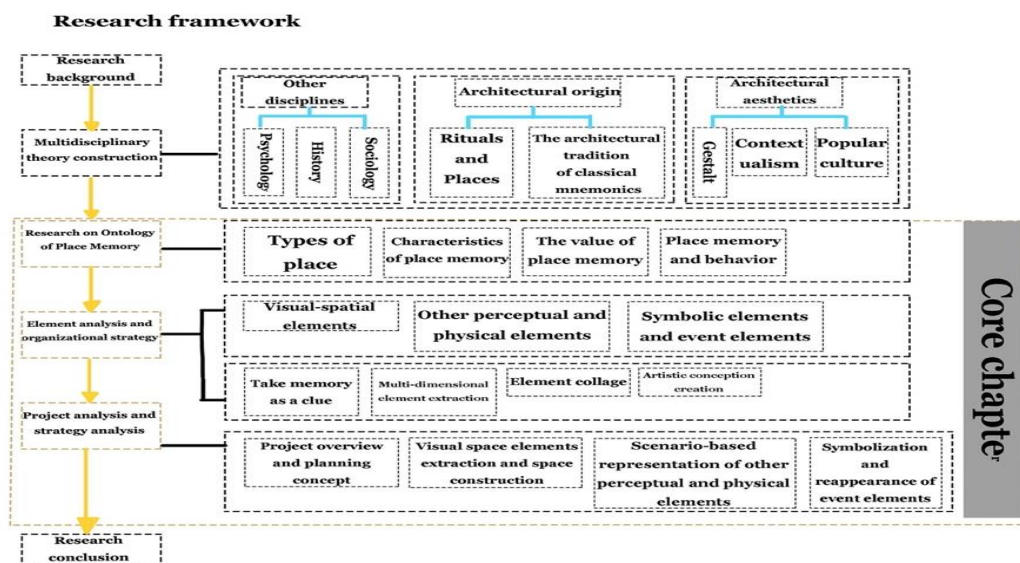 Research framework
Research
background
Multidisciplinary
theory construction
Other
disciplines
Psychology
History
Sociology
Architectural origin
Rituals
and
Places
The architectural
tradition
of classical
mnemonics
Architectural
aesthetics
Gestalt
Context
ualism
Popular
culture
Research on Ontology
of Place Memory
Types of
place
Characteristics
of place memory
The value of
place memory
Place memory
and behavior
Element analysis and
organizational strategy
Visual-spatial
elements
Other perceptual and
physical elements
Symbolic elements
and event elements
Take memory
as a clue
Multi-dimensional
element extraction
Element collage
Artistic conception
creation
Project analysis and
strategy analysis
Project overview
and planning
concept
Visual space elements
extraction and space
construction
Scenario-based
representation of other
perceptual and physical
elements
Symbolization
and
reappearance of
event elements
Core chapter
Research
conclusion